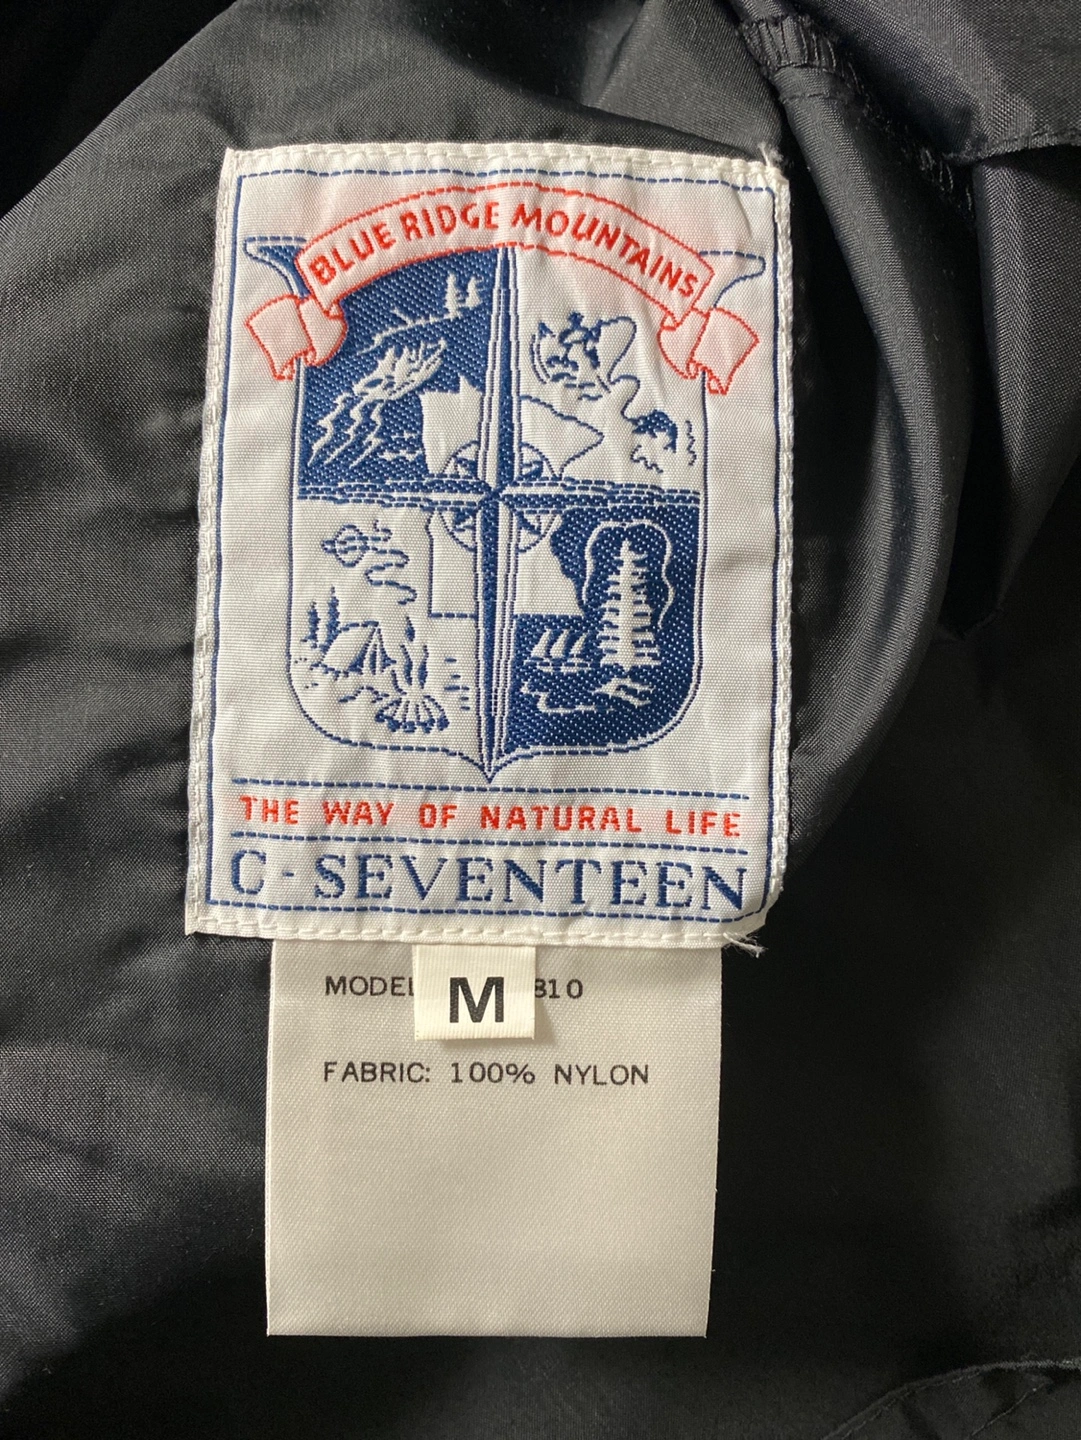 BLUE RIDGE MOUNTAINS
THE WAY OF NATURAL LIFE
C-SEVENTEEN
MODEL 810
M
FABRIC: 100% NYLON